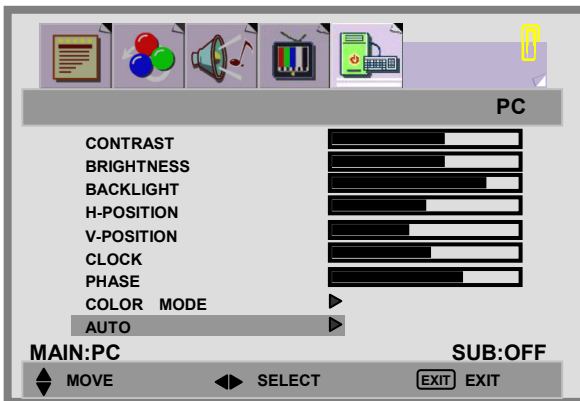 PC
CONTRAST
BRIGHTNESS
BACKLIGHT
H-POSITION
V-POSITION
CLOCK
PHASE
COLOR MODE
AUTO
MAIN:PC SUB:OFF
MOVE SELECT EXIT EXIT